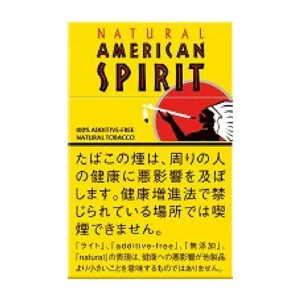 NATURAL
AMERICAN
SPIRIT
100% ADDITIVE-FREE
NATURAL TOBACCO
たばこの煙は、周りの人
の健康に悪影響を及ぼ
します。健康増進法で禁
じられている場所では喫
煙できません。
「ライト」、「additive-free」、「無添加」、
「natural」の表現は、健康への悪影響が他製品
より小さいことを意味するものではありません。